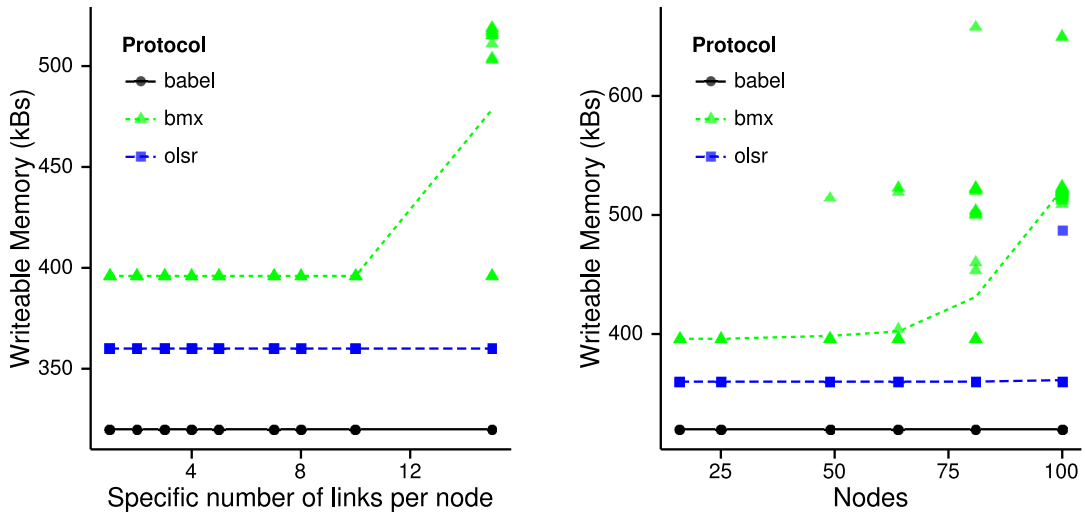 Writeable Memory (kBs)
500
450
400
350
Protocol
babel
bmx
olsr
4
8
12
Specific number of links per node
Writeable Memory (kBs)
600
500
400
Protocol
babel
bmx
olsr
25
50
75
100
Nodes